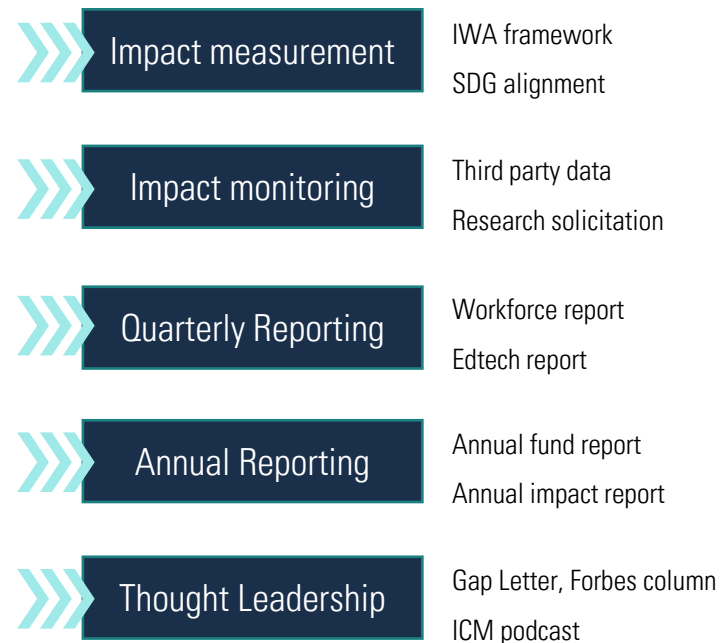 Impact measurement
IWA framework
SDG alignment
Impact monitoring
Third party data
Research solicitation
Quarterly Reporting
Workforce report
Edtech report
Annual Reporting
Annual fund report
Annual impact report
Thought Leadership
Gap Letter, Forbes column
ICM podcast